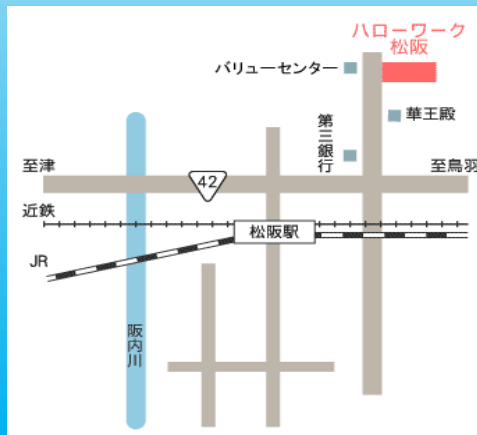 ハローワーク
松阪
バリューセンター
華王殿
第三銀行
至津
至鳥羽
42
近鉄
松阪駅
JR
阪内川